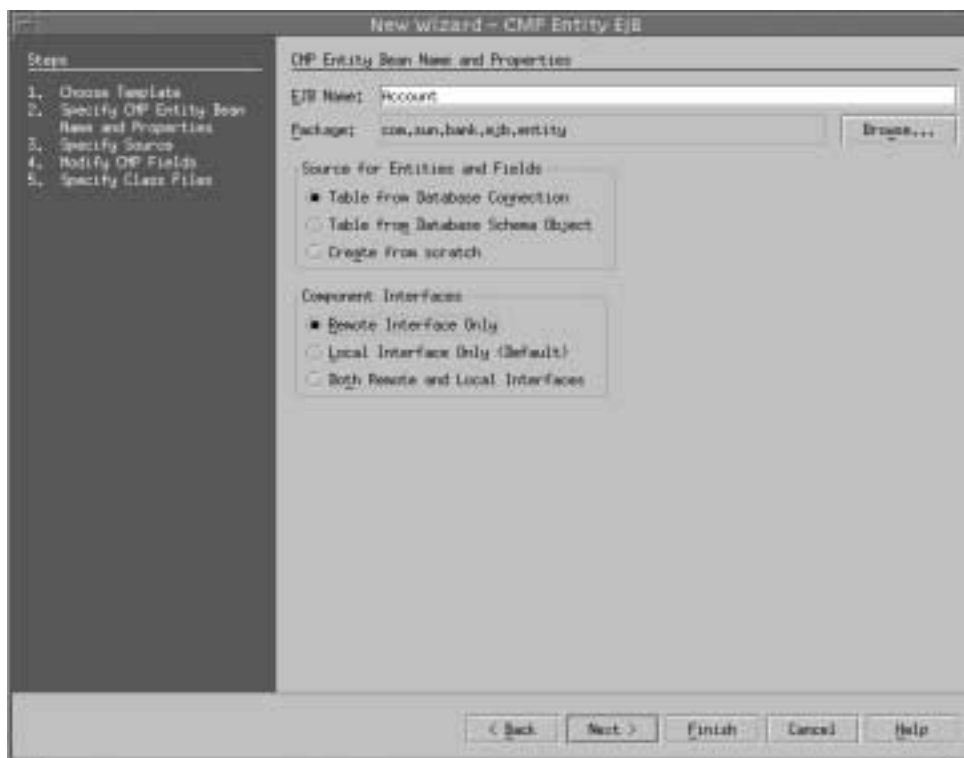 New Wizard - CMP Entity EJB
Steps
1. Choose Template
2. Specify CMP Entity Bean
Name and Properties
3. Specify Source
4. Modify CMP Fields
5. Specify Class Files
CMP Entity Bean Name and Properties
EJB Name: Account
Package: com.sun.bank.ejb.entity Browse...
Source for Entities and Fields
Table from Database Connection
Table from Database Schema Object
Create from scratch
Component Interfaces
Remote Interface Only
Local Interface Only (Default)
Both Remote and Local Interfaces
< Back Next > Finish Cancel Help